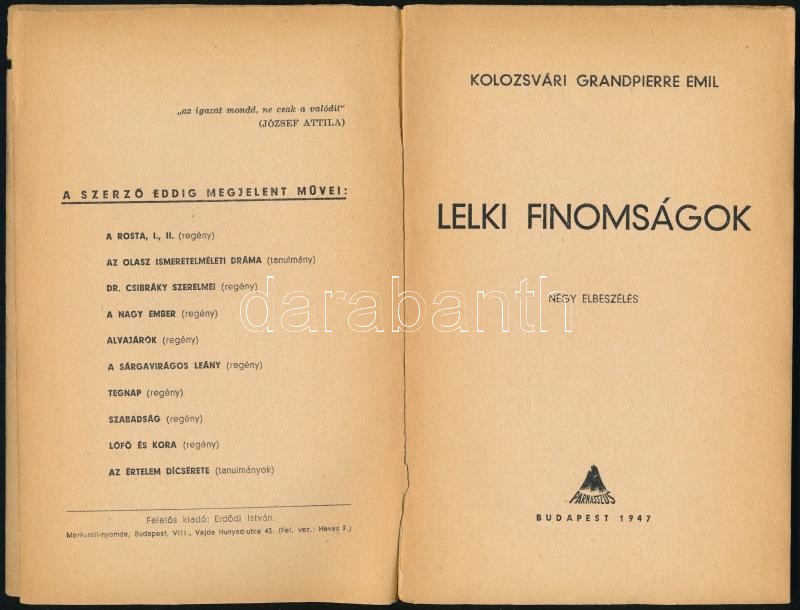 „az igazat mondd, ne csak a valódit"
(JÓZSEF ATTILA)
A SZERZŐ EDDIG MEGJELENT MŰVEI:
A ROSTA, I., II. (regény)
AZ OLASZ ISMERETELMÉLETI DRÁMA (tanulmány)
DR. CSIBRÁKY SZERELMEI (regény)
A NAGY EMBER (regény)
ALVAJÁRÓK (regény)
A SÁRGAVIRÁGOS LEÁNY (regény)
TEGNAP (regény)
SZABADSÁG (regény)
LÓFŐ ÉS KORA (regény)
AZ ÉRTELEM DÍCSÉRETE (tanulmányok)
Felelős kiadó: Erdődi István.
Merkantil-nyomda, Budapest, VIII., Vajda Hunyad-utca 43. (Fel. vez.: Havas F.)
KOLOZSVÁRI GRANDPIERRE EMIL
LELKI FINOMSÁGOK
NÉGY ELBESZÉLÉS
PARNASSZUS
BUDAPEST 1947
darabanth